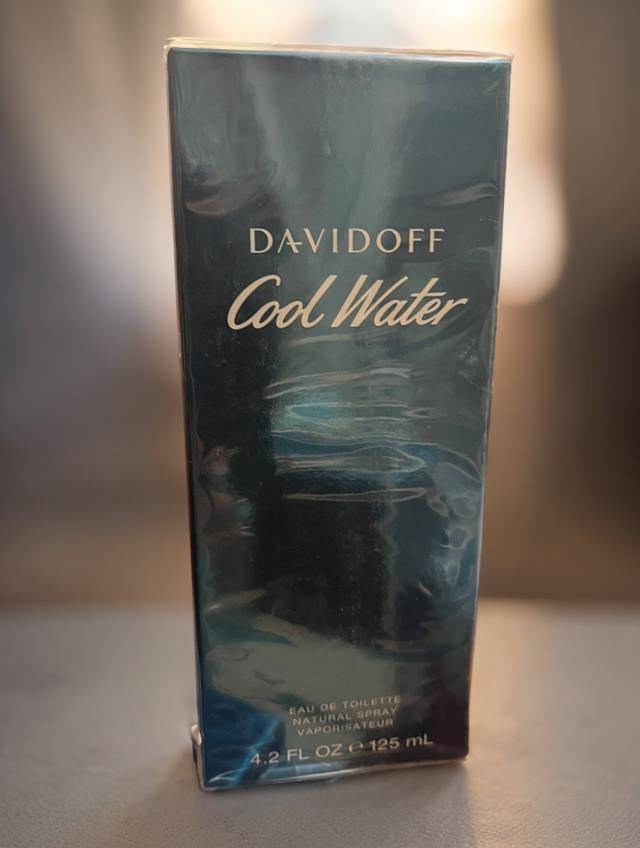 DAVIDOFF
Cool Water
EAU DE TOILETTE
NATURAL SPRAY
VAPORISATEUR
4.2 FL OZ ℮ 125 mL